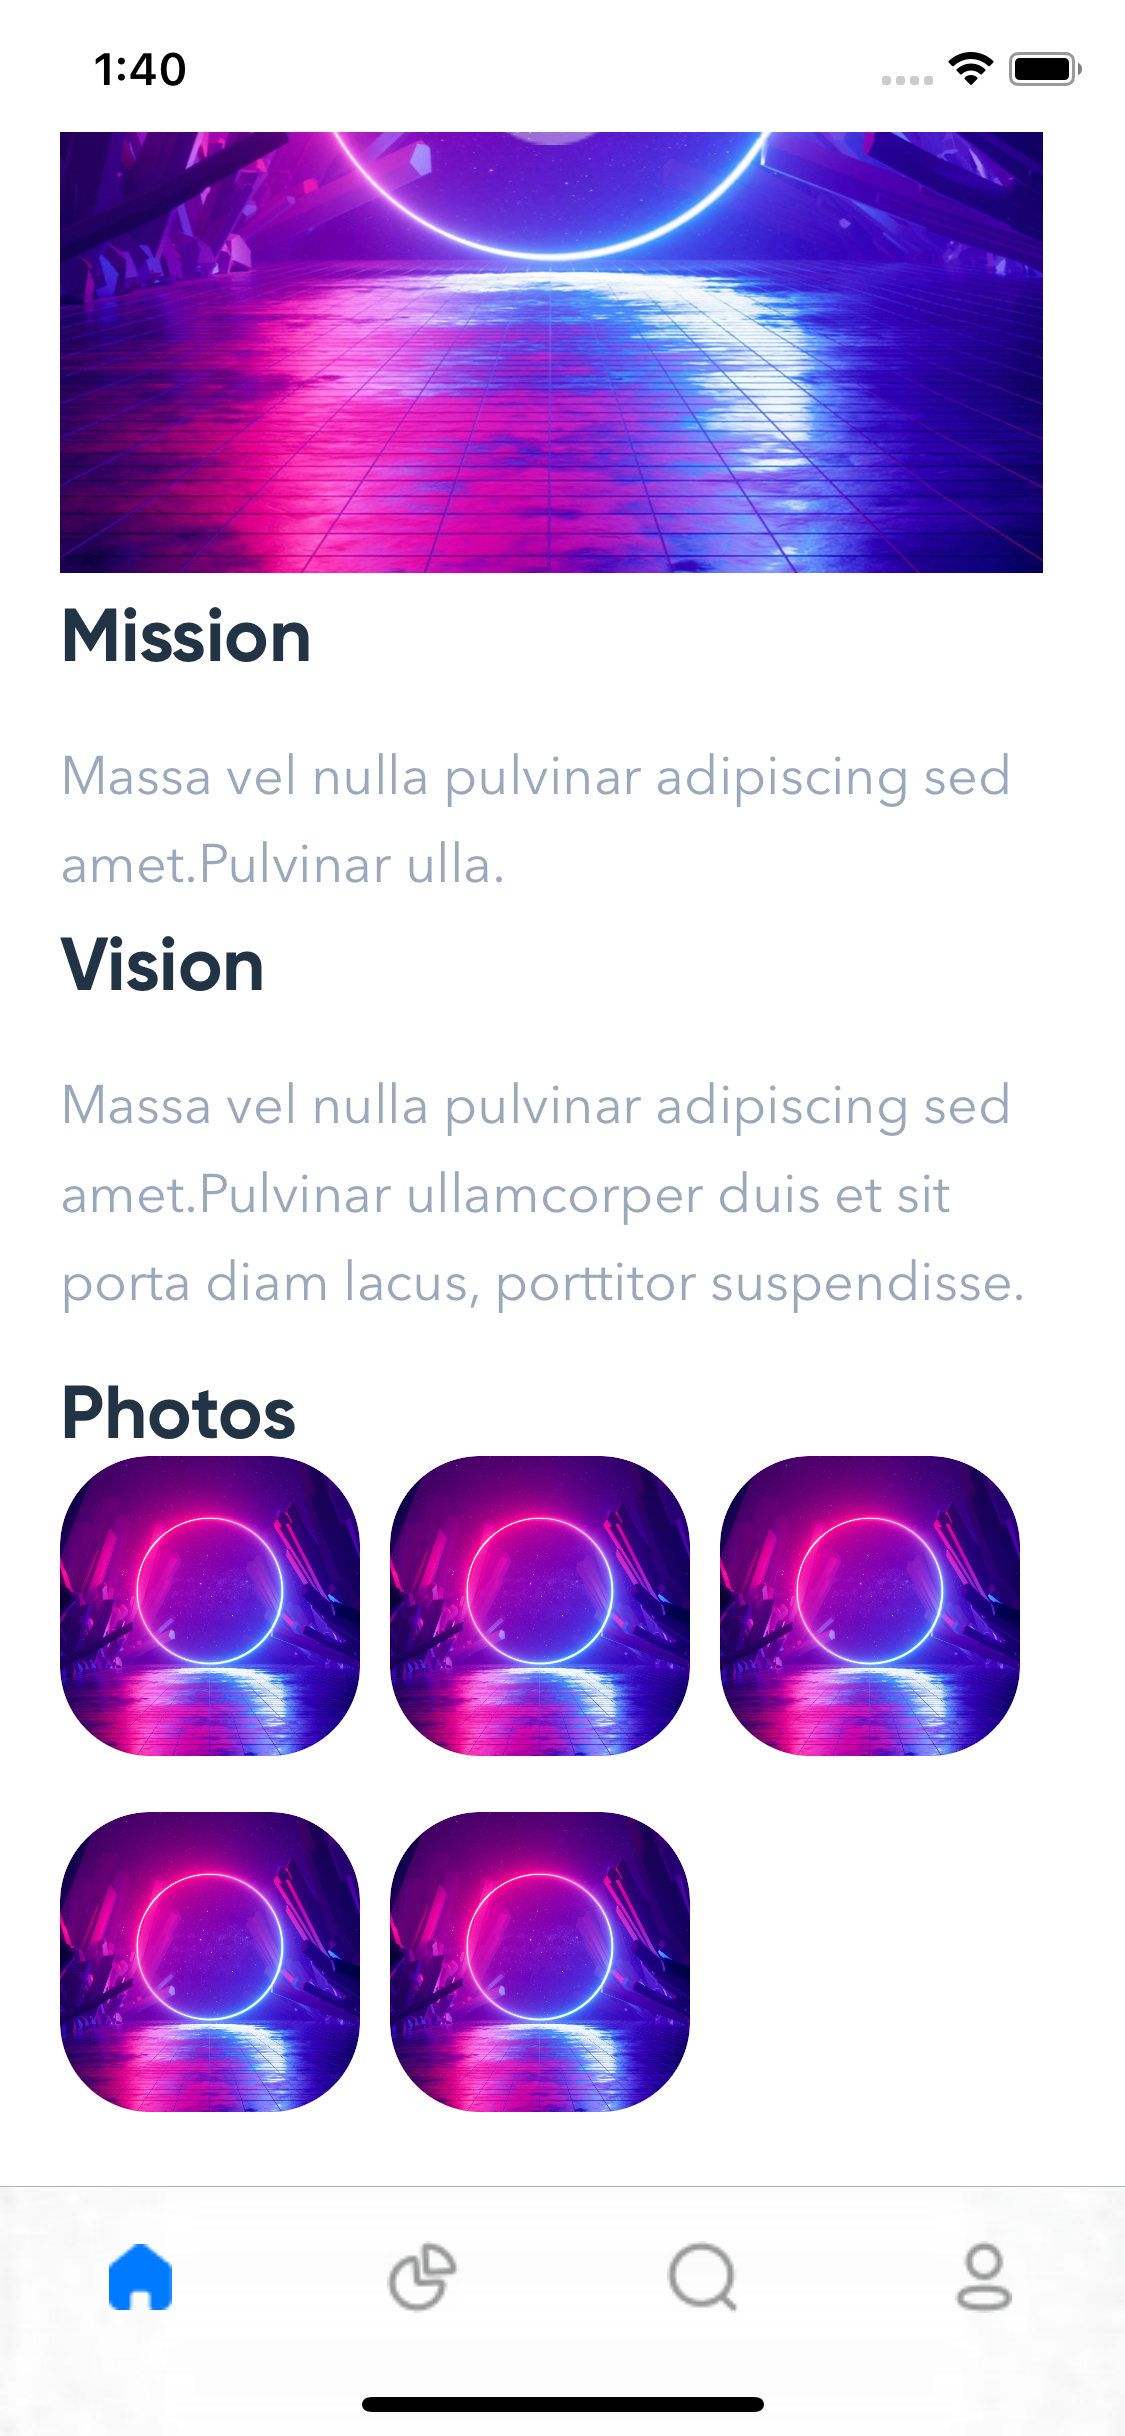 1:40
Mission
Massa vel nulla pulvinar adipiscing sed
amet.Pulvinar ulla.
Vision
Massa vel nulla pulvinar adipiscing sed
amet.Pulvinar ullamcorper duis et sit
porta diam lacus, porttitor suspendisse.
Photos